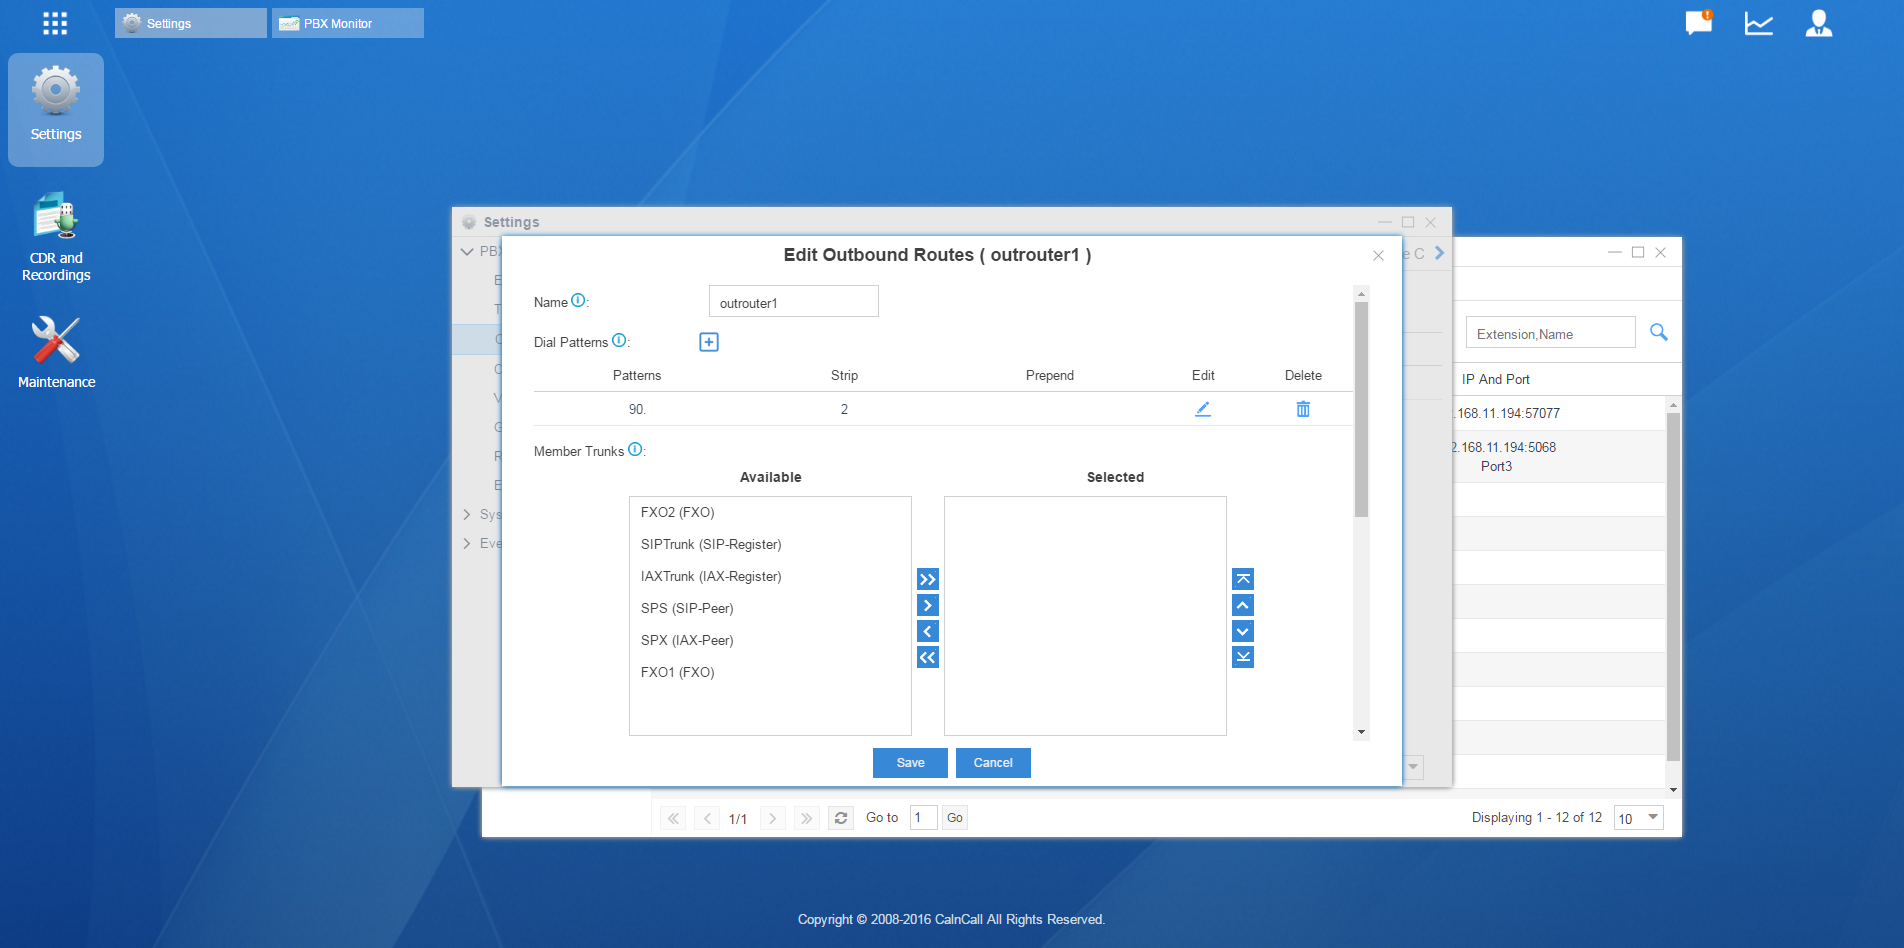 Settings
PBX Monitor
Settings
CDR and
Recordings
Maintenance
Settings
PBX
Edit Outbound Routes ( outrouter1 )
e C
Name :
outrouter1
Dial Patterns :
Patterns Strip Prepend Edit Delete
90. 2
Member Trunks :
Available Selected
FXO2 (FXO)
SIPTrunk (SIP-Register)
IAXTrunk (IAX-Register)
SPS (SIP-Peer)
SPX (IAX-Peer)
FXO1 (FXO)
Save Cancel
Sys
Eve
Extension,Name
IP And Port
.168.11.194:57077
2.168.11.194:5068
Port3
1/1 Go to 1 Go
Displaying 1 - 12 of 12 10
Copyright © 2008-2016 CalnCall All Rights Reserved.